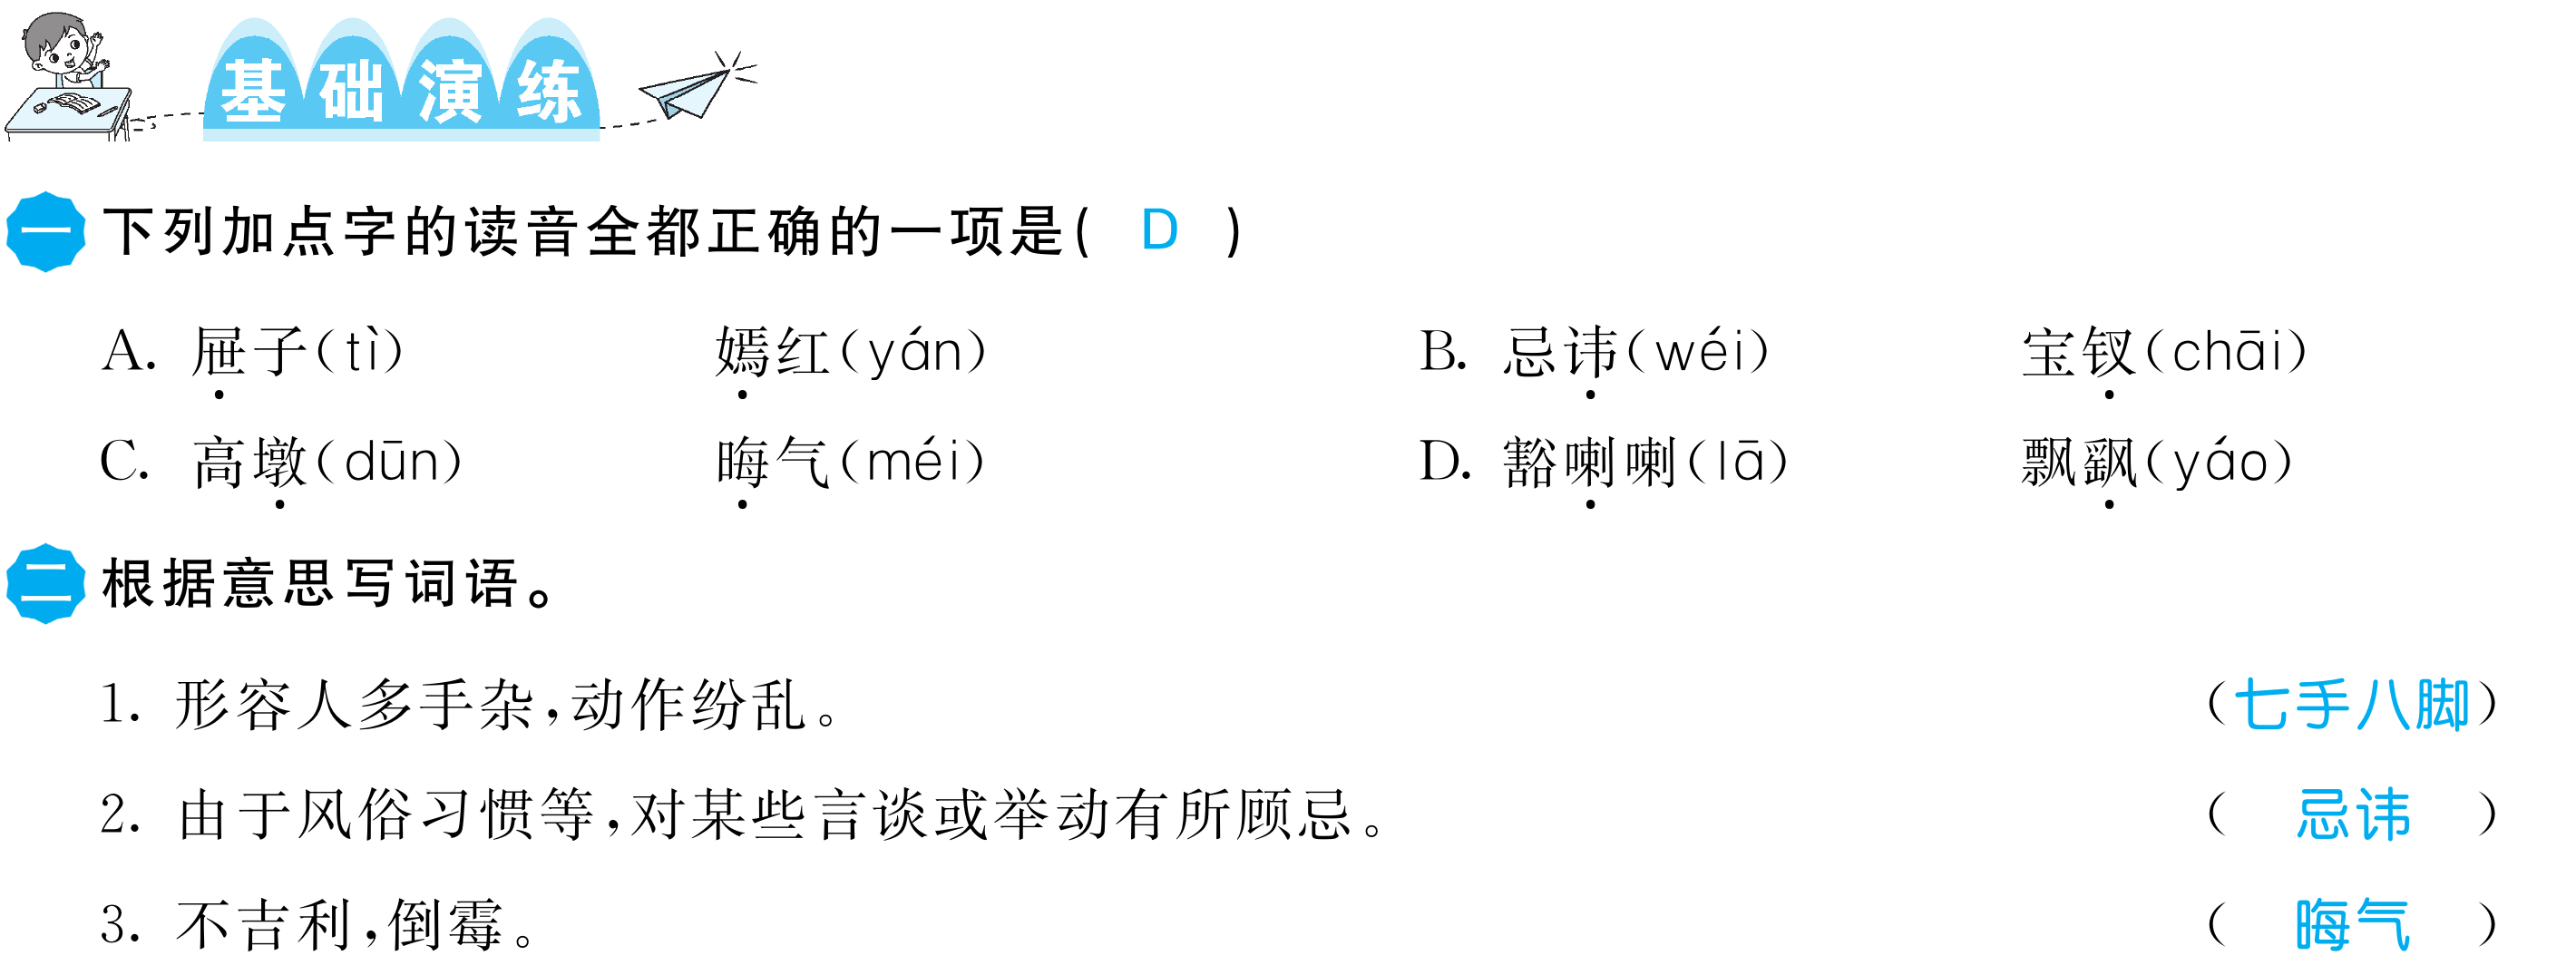 基础演练
一 下列加点字的读音全都正确的一项是( D )
A. 屉子(tì) 嫣红(yán) B. 忌讳(wéi) 宝钗(chāi)
C. 高墩(dūn) 晦气(méi) D. 豁喇喇(lā) 飘飖(yáo)
二 根据意思写词语。
1. 形容人多手杂,动作纷乱。 (七手八脚)
2. 由于风俗习惯等,对某些言谈或举动有所顾忌。 ( 忌讳 )
3. 不吉利,倒霉。 ( 晦气 )